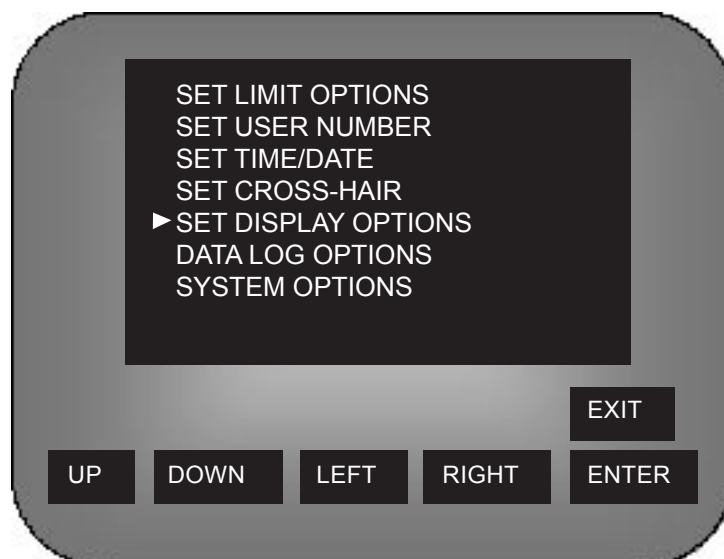 SET LIMIT OPTIONS
SET USER NUMBER
SET TIME/DATE
SET CROSS-HAIR
SET DISPLAY OPTIONS
DATA LOG OPTIONS
SYSTEM OPTIONS
EXIT
UP DOWN LEFT RIGHT ENTER